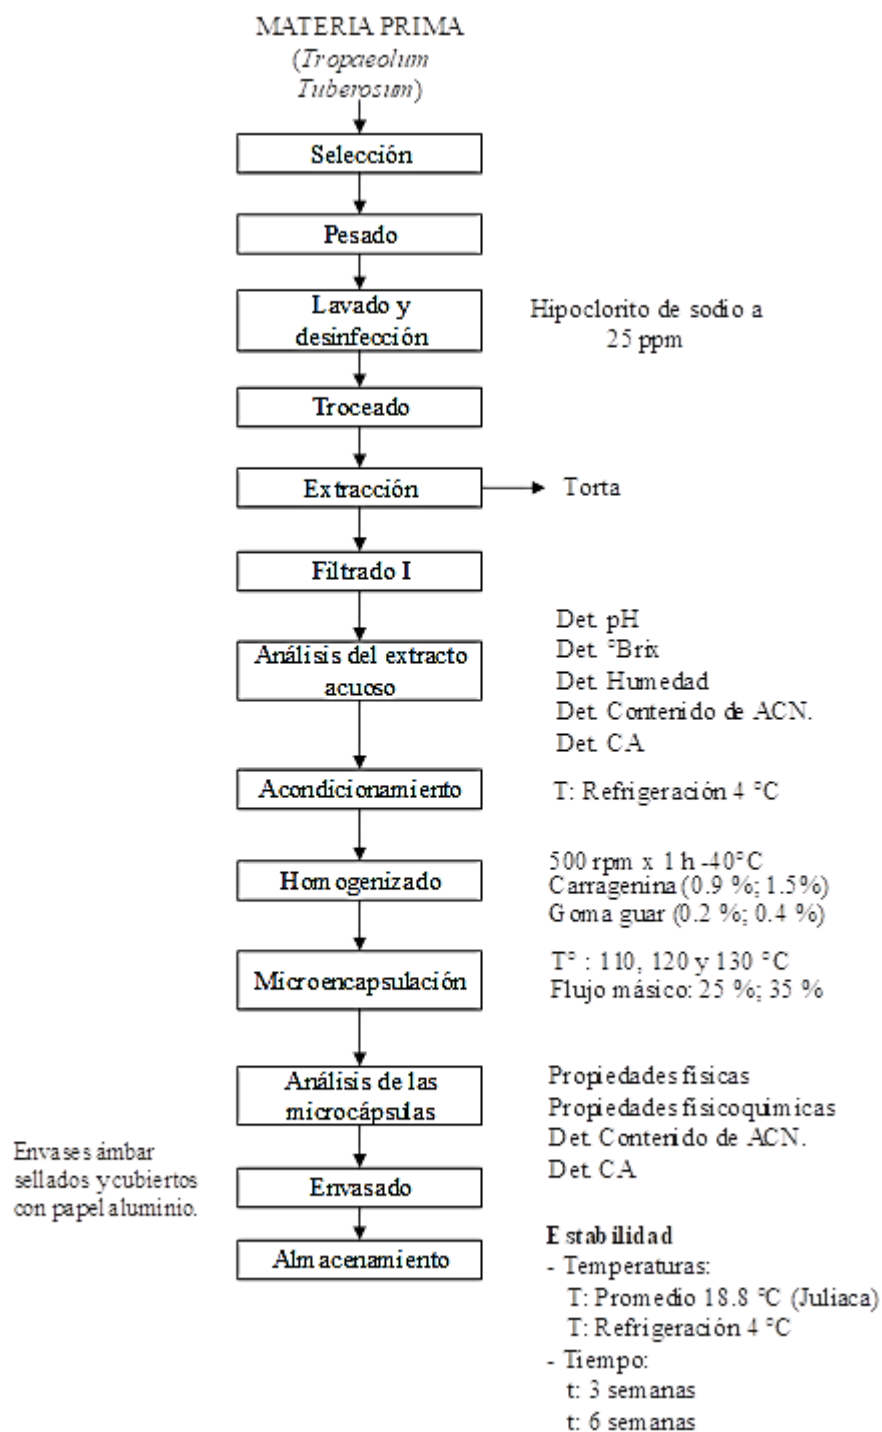 MATERIA PRIMA
(Tropaeolum
Tuberosum)
Selección
Pesado
Lavado y
desinfección
Hipoclorito de sodio a
25 ppm
Troceado
Extracción
Torta
Filtrado I
Análisis del extracto
acuoso
Det. pH
Det. °Brix
Det. Humedad
Det. Contenido de ACN.
Det. CA
Acondicionamiento
T: Refrigeración 4 °C
Homogenizado
500 rpm x 1 h -40°C
Carragenina (0.9 %; 1.5%)
Goma guar (0.2 %; 0.4 %)
Microencapsulación
T° : 110, 120 y 130 °C
Flujo másico: 25 %; 35 %
Análisis de las
microcápsulas
Propiedades físicas
Propiedades físicoquimicas
Det. Contenido de ACN.
Det. CA
Envases ámbar
sellados y cubiertos
con papel aluminio.
Envasado
Almacenamiento
Estabilidad
- Temperaturas:
T: Promedio 18.8 °C (Juliaca)
T: Refrigeración 4 °C
- Tiempo:
t: 3 semanas
t: 6 semanas